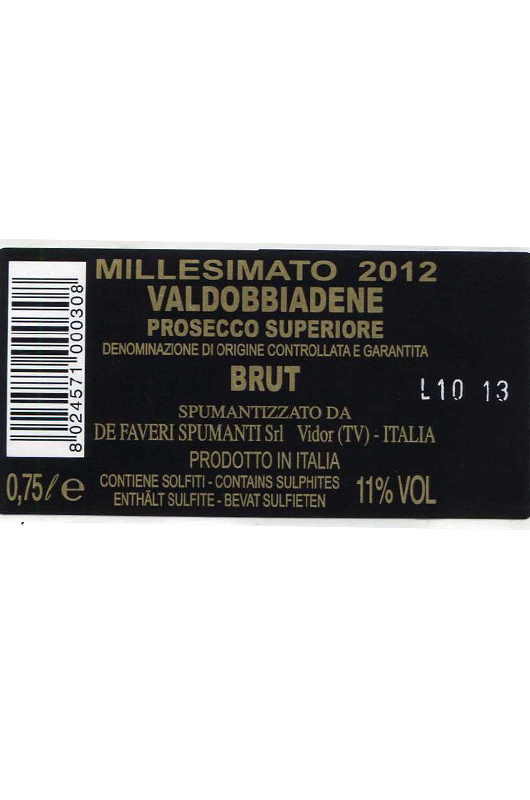 MILLESIMATO 2012
VALDOBBIADENE
PROSECCO SUPERIORE
DENOMINAZIONE DI ORIGINE CONTROLLATA E GARANTITA
BRUT
L10 13
SPUMANTIZZATO DA
DE FAVERI SPUMANTI Srl Vidor (TV) - ITALIA
PRODOTTO IN ITALIA
CONTIENE SOLFITI - CONTAINS SULPHITES
ENTHÄLT SULFITE - BEVAT SULFIETEN
0,75 l e
11% VOL
8 024571 000308